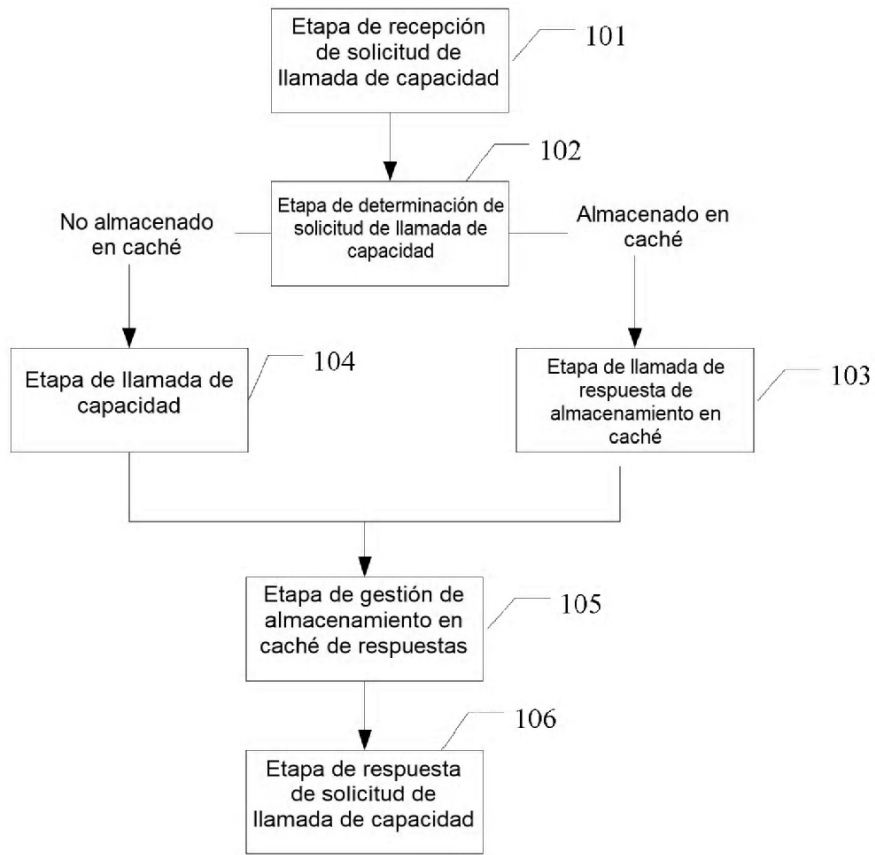 Etapa de recepción
de solicitud de
llamada de capacidad
101
102
Etapa de determinación de
solicitud de llamada de
capacidad
No almacenado
en caché
Almacenado en
caché
104
Etapa de llamada de
capacidad
Etapa de llamada de
respuesta de
almacenamiento en
caché
103
Etapa de gestión de
almacenamiento en
caché de respuestas
105
106
Etapa de respuesta
de solicitud de
llamada de capacidad